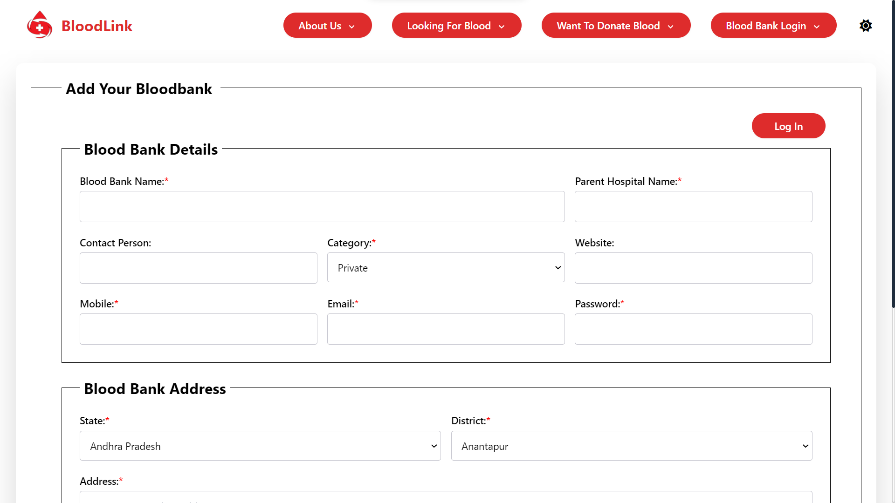 BloodLink
About Us
Looking For Blood
Want To Donate Blood
Blood Bank Login
Add Your Bloodbank
Log In
Blood Bank Details
Blood Bank Name:*
Parent Hospital Name:*
Contact Person:
Category:*
Website:
Private
Mobile:*
Email:*
Password:*
Blood Bank Address
State:*
District:*
Andhra Pradesh
Anantapur
Address:*